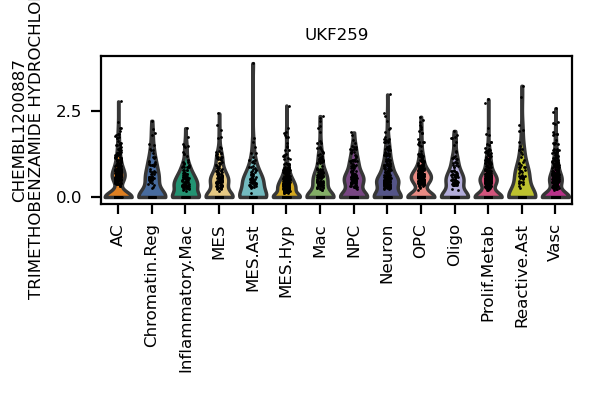 UKF259
CHEMBL1200887
TRIMETHOBENZAMIDE HYDROCHLO
2.5
0.0
AC
Chromatin.Reg
Inflammatory.Mac
MES
MES.Ast
MES.Hyp
Mac
NPC
Neuron
OPC
Oligo
Prolif.Metab
Reactive.Ast
Vasc